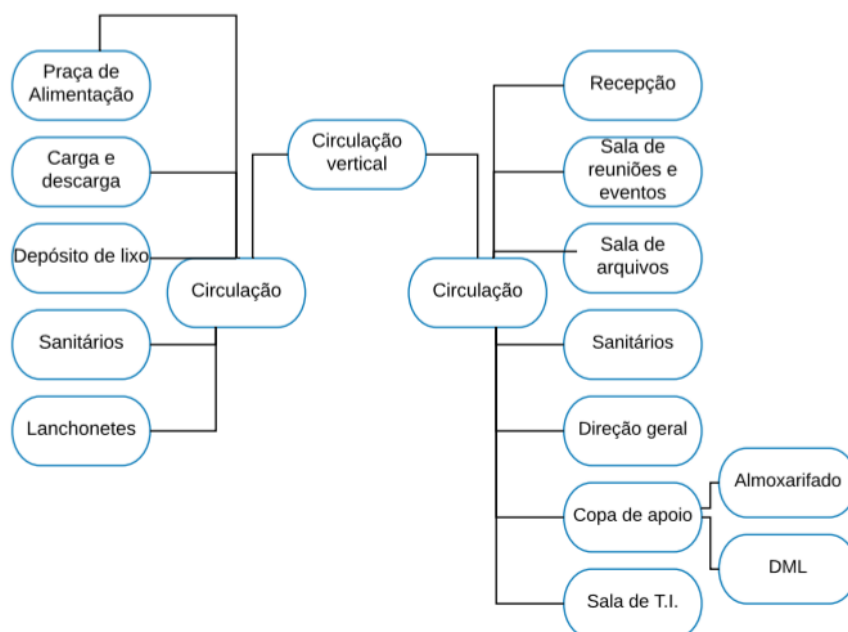 Praça de
Alimentação
Carga e
descarga
Depósito de lixo
Sanitários
Lanchonetes
Circulação
Circulação
vertical
Circulação
Recepção
Sala de
reuniões e
eventos
Sala de
arquivos
Sanitários
Direção geral
Copa de apoio
Sala de T.I.
Almoxarifado
DML